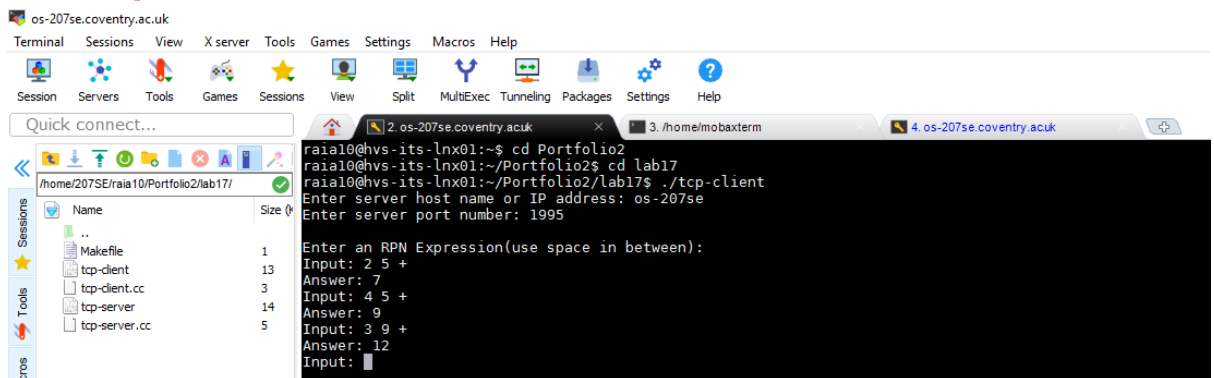 os-207se.coventry.ac.uk
Terminal Sessions View X server Tools Games Settings Macros Help
Session Servers Tools Games Sessions View Split MultiExec Tunneling Packages Settings Help
Quick connect...
2. os-207se.coventry.ac.uk
3. /home/mobaxterm
4. os-207se.coventry.ac.uk
/home/207SE/raia10/Portfolio2/lab17/
Name Size (K
..
Makefile 1
tcp-client 13
tcp-client.cc 3
tcp-server 14
tcp-server.cc 5
Sessions
Tools
cros
raia10@hvs-its-lnx01:~$ cd Portfolio2
raia10@hvs-its-lnx01:~/Portfolio2$ cd lab17
raia10@hvs-its-lnx01:~/Portfolio2/lab17$ ./tcp-client
Enter server host name or IP address: os-207se
Enter server port number: 1995
Enter an RPN Expression(use space in between):
Input: 2 5 +
Answer: 7
Input: 4 5 +
Answer: 9
Input: 3 9 +
Answer: 12
Input: